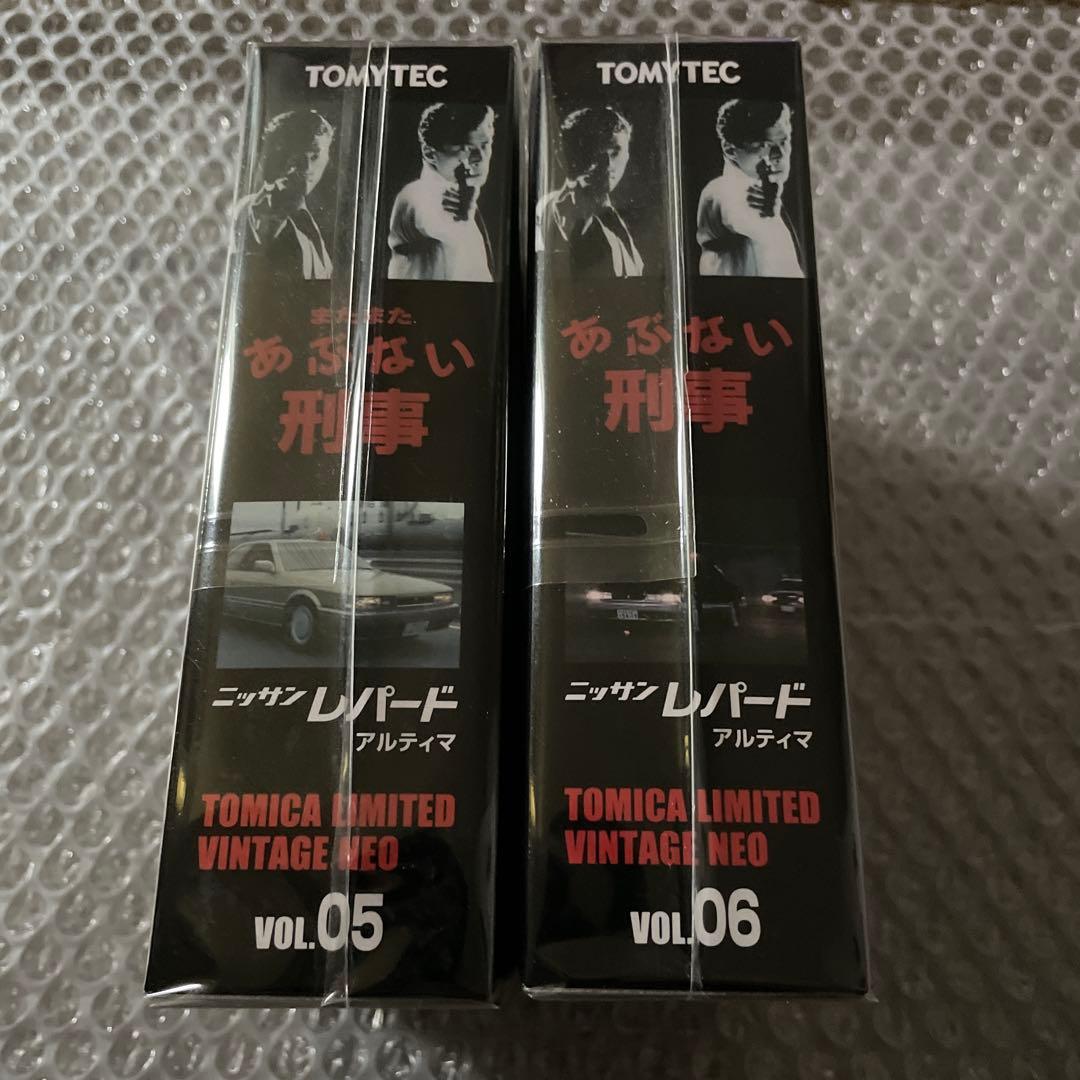 TOMYTEC
またまた
あぶない
刑事
ニッサン レパード
アルティマ
TOMICA LIMITED
VINTAGE NEO
VOL.05
TOMYTEC
あぶない
刑事
ニッサン レパード
アルティマ
TOMICA LIMITED
VINTAGE NEO
VOL.06